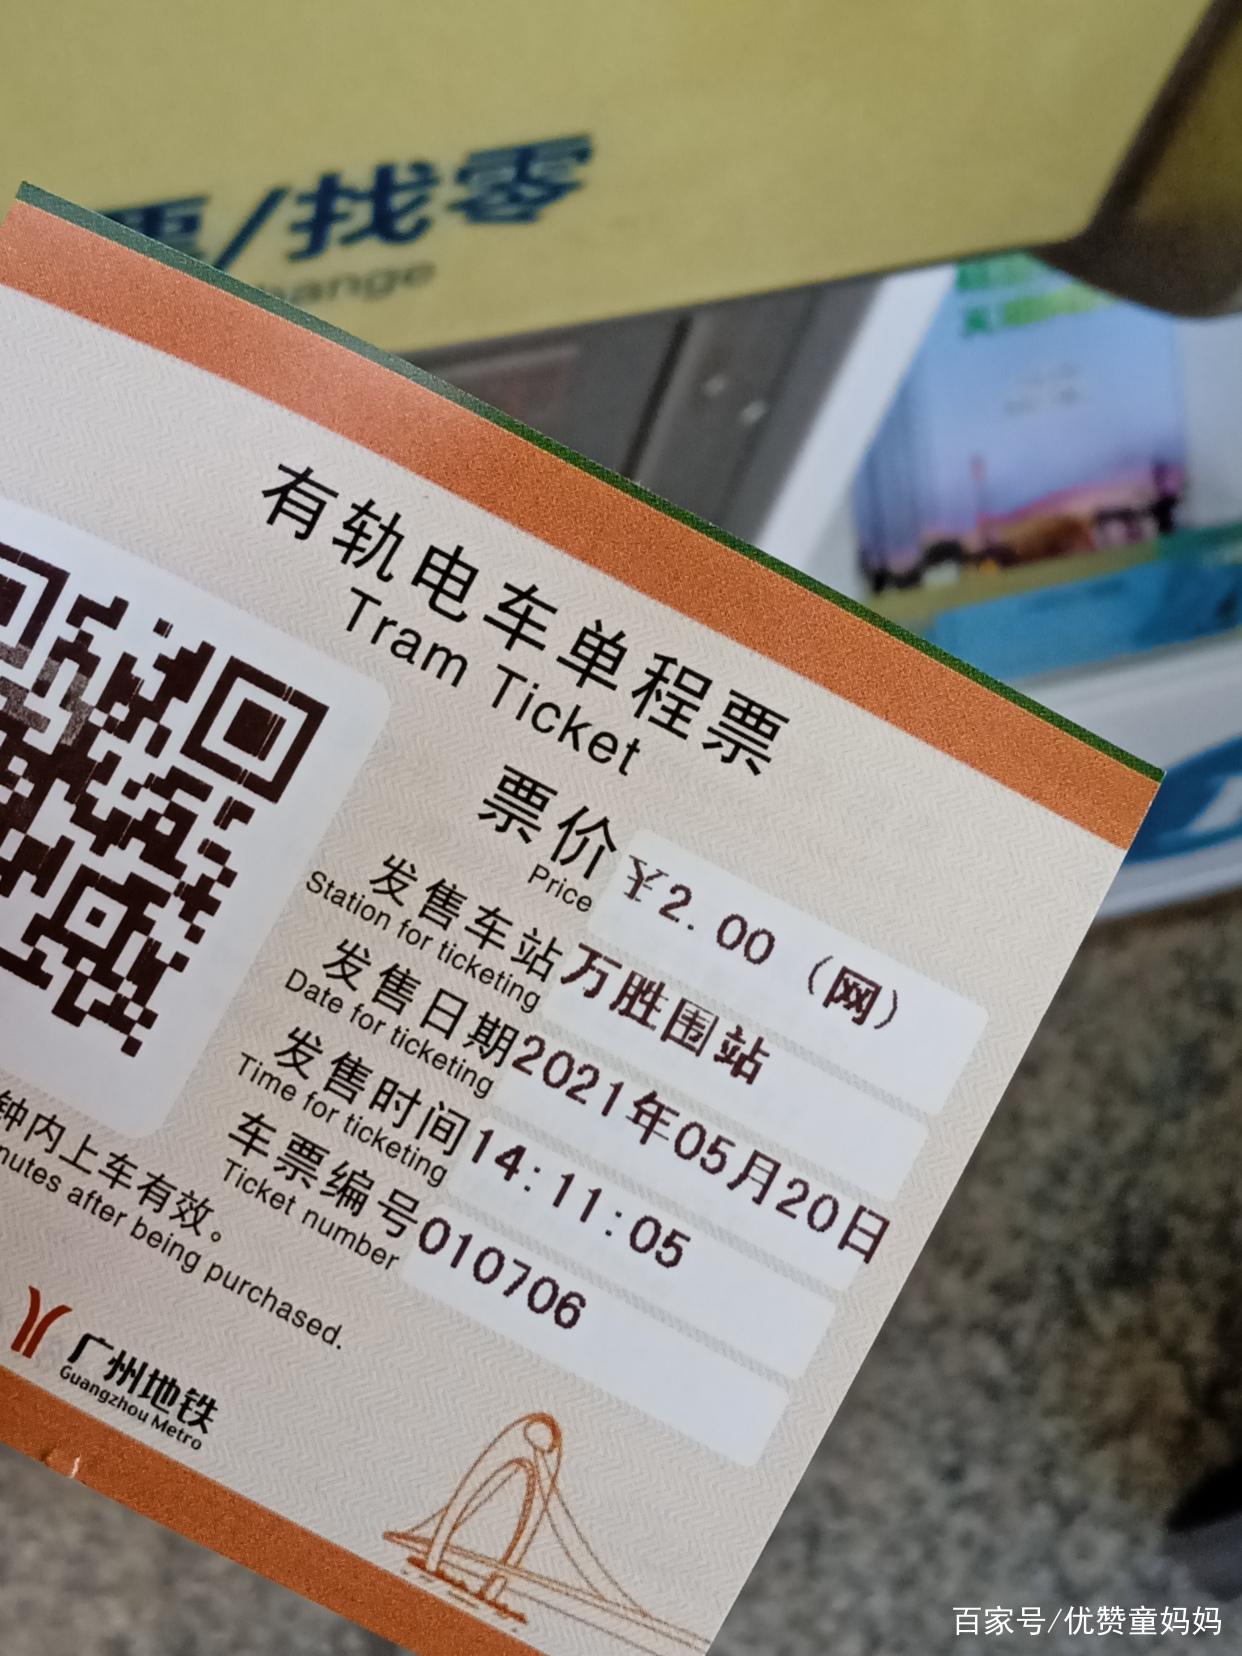 /找零
有轨电车单程票
Tram Ticket
票价 ¥2.00（网）
Price
发售车站 万胜围站
Station for ticketing
发售日期 2021年05月20日
Date for ticketing
发售时间 14:11:05
Time for ticketing
车票编号 010706
Ticket number
钟内上车有效。
after being purchased.
广州地铁
Guangzhou Metro
百家号/优赞童妈妈